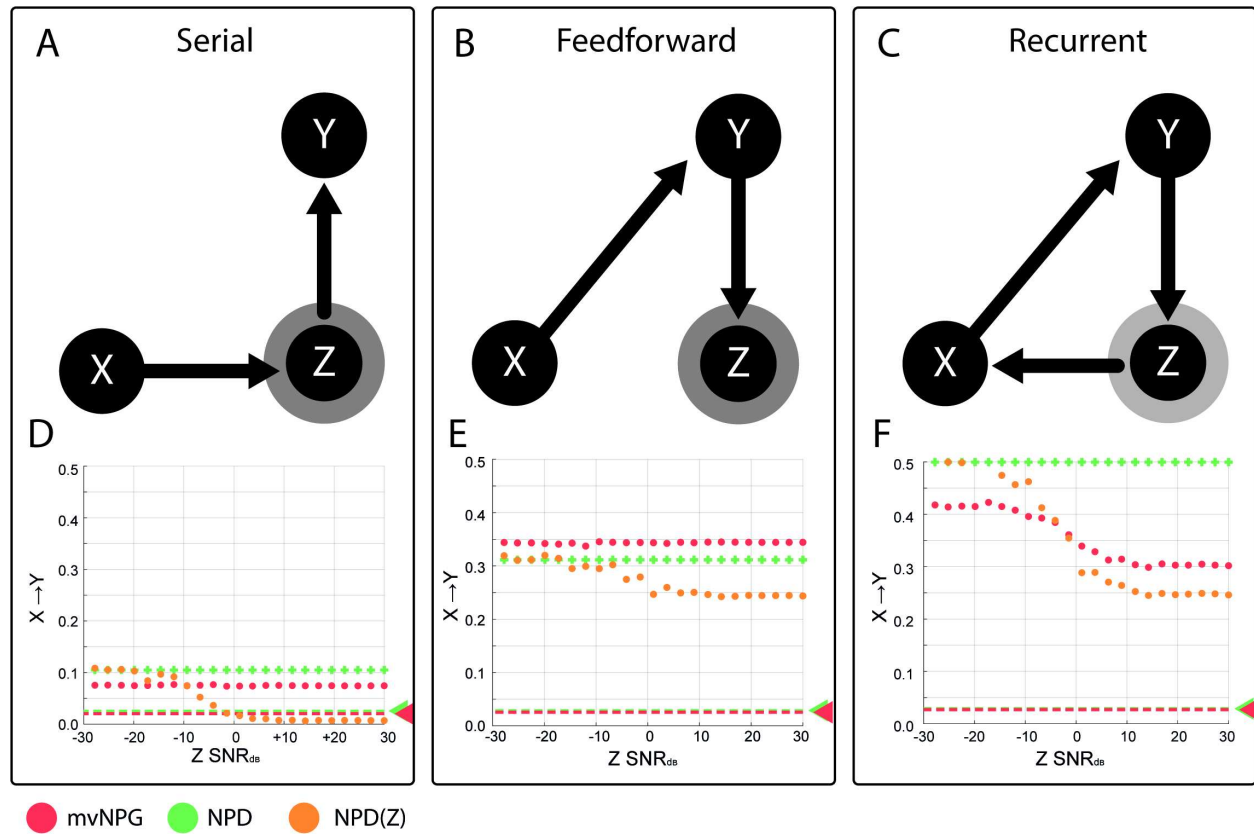 A Serial
Y
X
Z
B Feedforward
Y
X
Z
C Recurrent
Y
X
Z
D
0.5
0.4
0.3
0.2
0.1
0.0
X →Y
-30 -20 -10 0 +10 +20 30
Z SNRdB
E
0.5
0.4
0.3
0.2
0.1
0.0
X →Y
-30 -20 -10 0 10 20 30
Z SNRdB
F
0.5
0.4
0.3
0.2
0.1
0.0
X →Y
-30 -20 -10 0 10 20 30
Z SNRdB
mvNPG NPD NPD(Z)